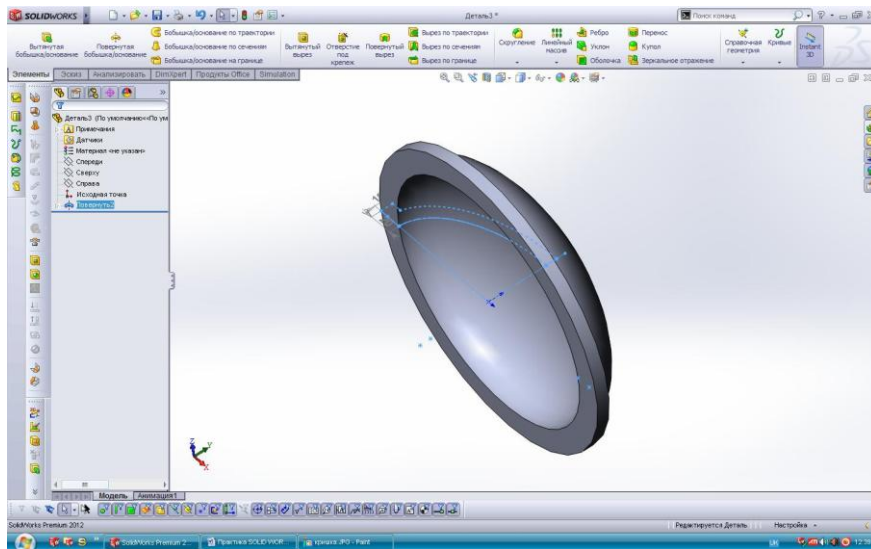 SOLIDWORKS
Деталь3 *
Поиск команд
Вытянутая бобышка/основание
Повернутая бобышка/основание
Бобышка/основание по траектории
Бобышка/основание по сечениям
Бобышка/основание на границе
Вытянутый вырез
Отверстие под крепеж
Повернутый вырез
Вырез по траектории
Вырез по сечениям
Вырез по границе
Скругление
Линейный массив
Ребро
Уклон
Оболочка
Перенос
Купол
Зеркальное отражение
Справочная геометрия
Кривые
Instant 3D
Элементы
Эскиз
Анализировать
DimXpert
Продукты Office
Simulation
Деталь3 (По умолчанию<<По ум
Примечания
Датчики
Материал <не указан>
Спереди
Сверху
Справа
Исходная точка
Повернуть2
Z
Y
X
Модель
Анимация1
SolidWorks Premium 2012
Редактируется Деталь
Настройка
SolidWorks Premium 2...
Практика SOLID WOR...
крышка JPG - Paint